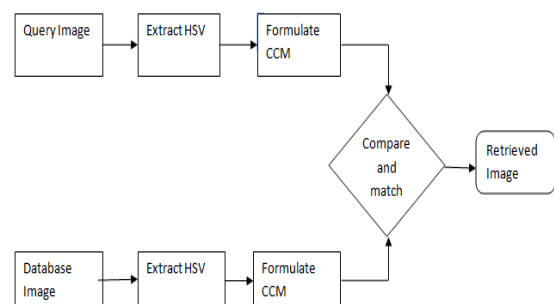 Query Image
Extract HSV
Formulate
CCM
Compare
and
match
Retrieved
Image
Database
Image
Extract HSV
Formulate
CCM